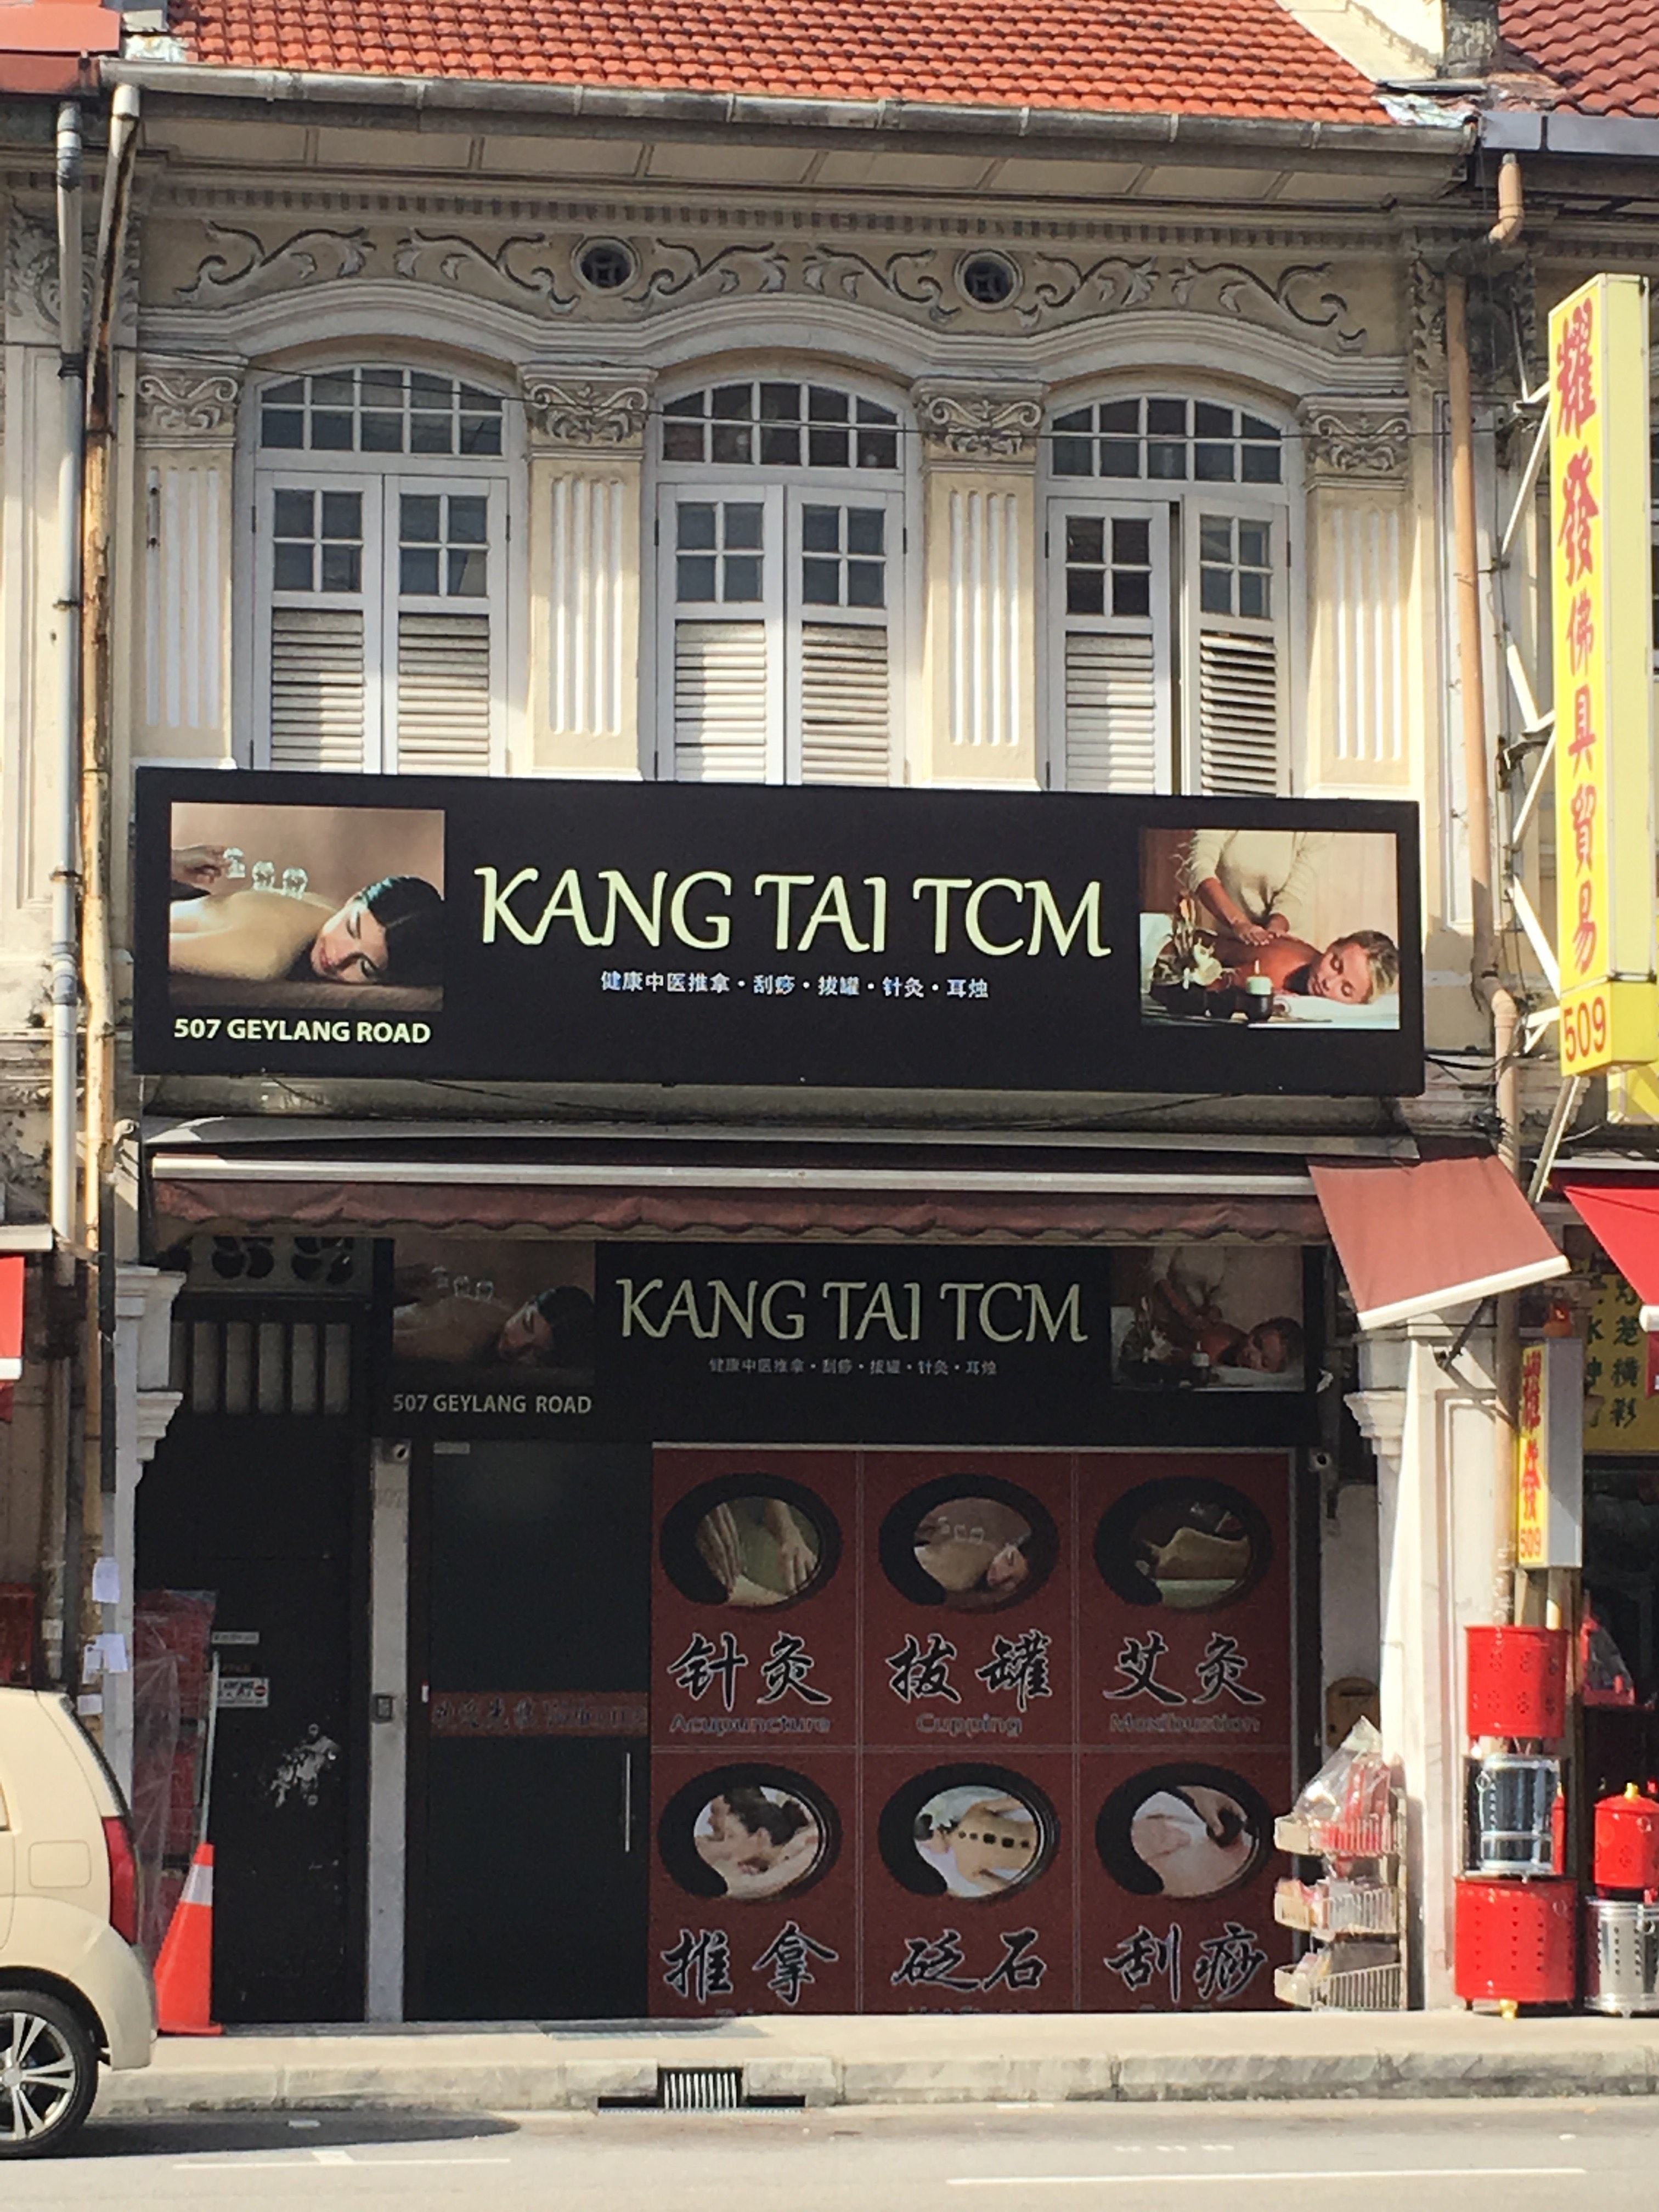 KANG TAI TCM
健康中医推拿・刮痧・拔罐・针灸・耳烛
507 GEYLANG ROAD
耀發佛具貿易
509
KANG TAI TCM
健康中医推拿・刮痧・拔罐・针灸・耳烛
507 GEYLANG ROAD
耀發
509
针灸
Acupuncture
拔罐
Cupping
艾灸
Moxibustion
推拿
砭石
刮痧